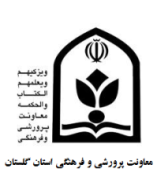 ویزکیهم
ویعلمهم
الکتاب
والحکمه
معاونت
پرورشی
وفرهنگی
معاونت پرورشی و فرهنگی استان گلستان